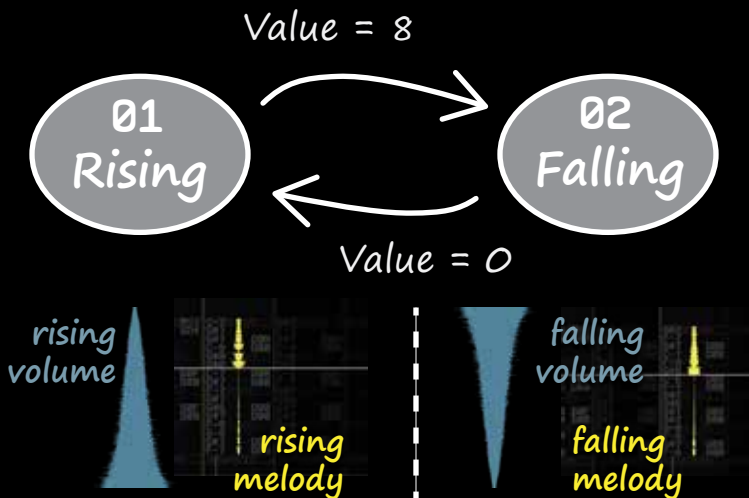 Value = 8
01
Rising
02
Falling
Value = 0
rising
volume
rising
melody
falling
volume
falling
melody